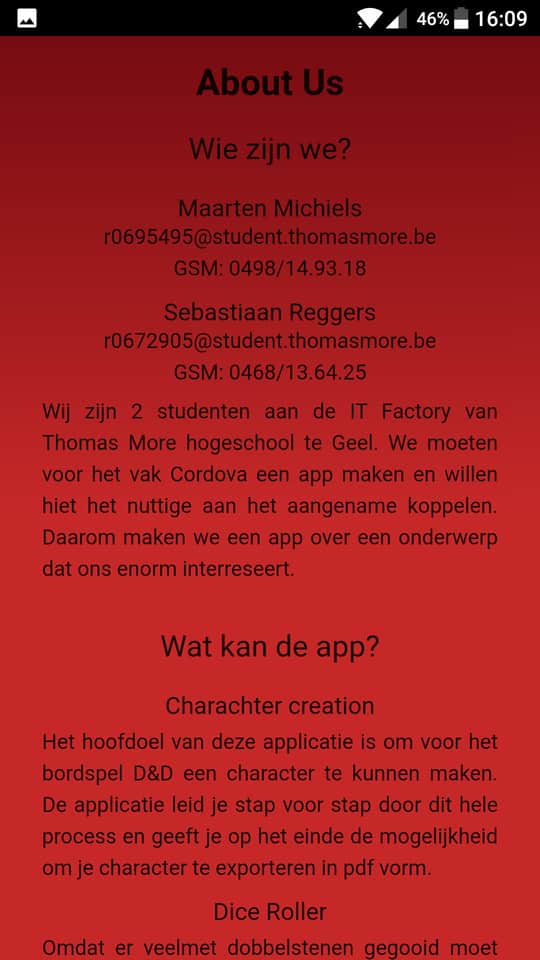 46% 16:09
About Us
Wie zijn we?
Maarten Michiels
r0695495@student.thomasmore.be
GSM: 0498/14.93.18
Sebastiaan Reggers
r0672905@student.thomasmore.be
GSM: 0468/13.64.25
Wij zijn 2 studenten aan de IT Factory van
Thomas More hogeschool te Geel. We moeten
voor het vak Cordova een app maken en willen
hiet het nuttige aan het aangename koppelen.
Daarom maken we een app over een onderwerp
dat ons enorm interreseert.
Wat kan de app?
Charachter creation
Het hoofdoel van deze applicatie is om voor het
bordspel D&D een character te kunnen maken.
De applicatie leid je stap voor stap door dit hele
process en geeft je op het einde de mogelijkheid
om je character te exporteren in pdf vorm.
Dice Roller
Omdat er veelmet dobbelstenen gegooid moet